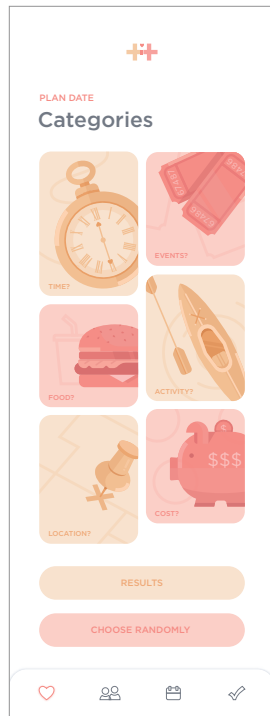 PLAN DATE
Categories
TIME?
EVENTS?
FOOD?
ACTIVITY?
LOCATION?
$$$
COST?
RESULTS
CHOOSE RANDOMLY